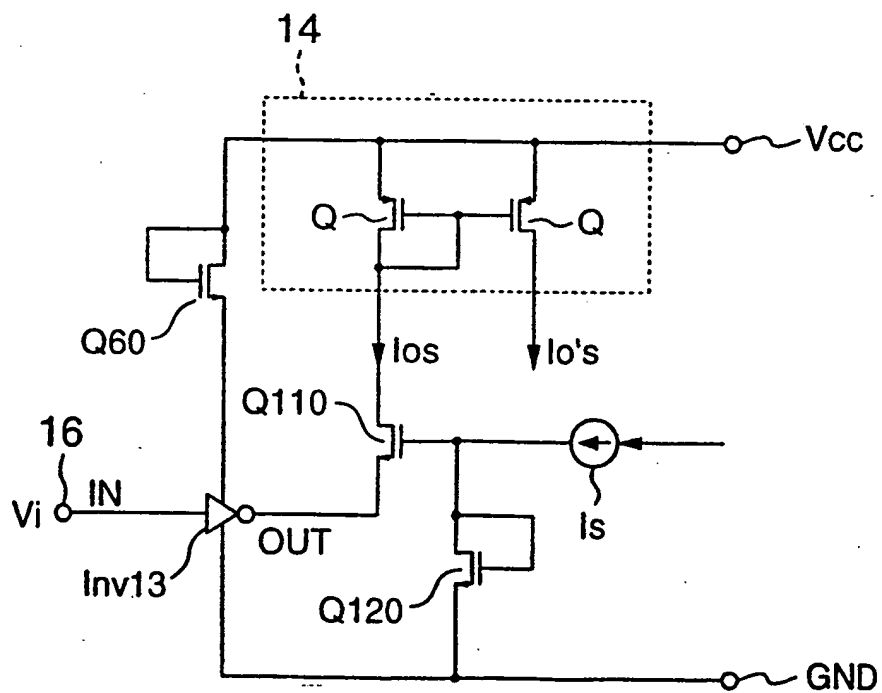 14
Vcc
Q
Q
Q60
Ios
Io's
Q110
16
Vi
IN
OUT
Is
Inv13
Q120
GND